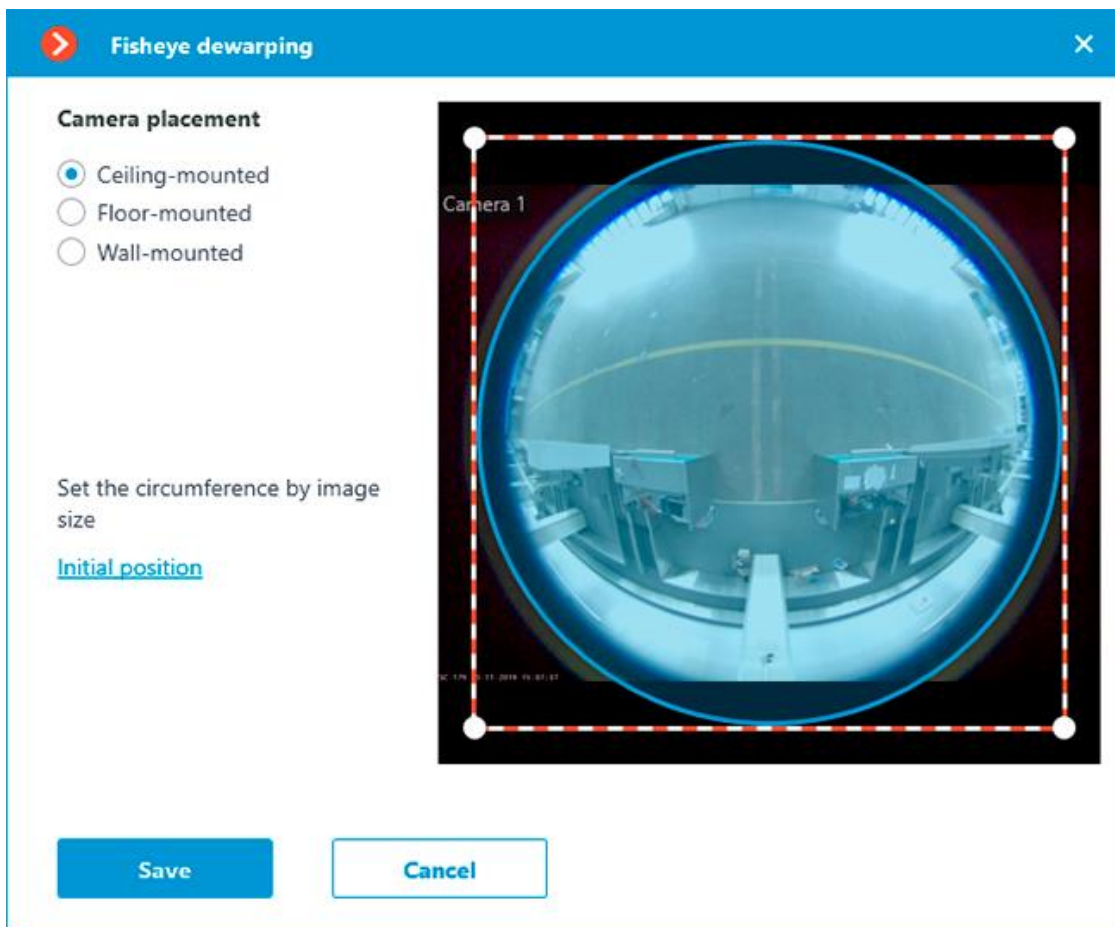 Fisheye dewarping
Camera placement
Ceiling-mounted
Floor-mounted
Wall-mounted
Camera 1
Set the circumference by image
size
Initial position
Save
Cancel